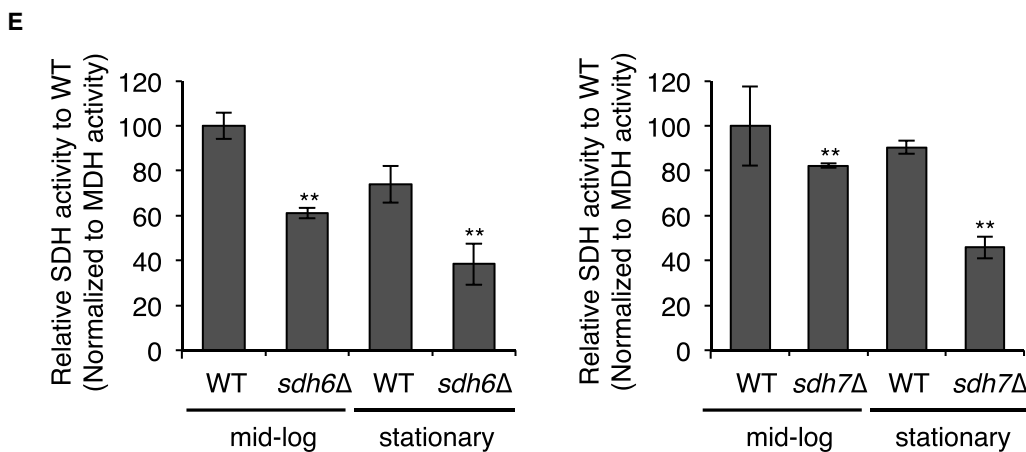 E
Relative SDH activity to WT
(Normalized to MDH activity)
120
100
80
60
40
20
0
**
**
WT sdh6Δ WT sdh6Δ
mid-log stationary
Relative SDH activity to WT
(Normalized to MDH activity)
120
100
80
60
40
20
0
**
**
WT sdh7Δ WT sdh7Δ
mid-log stationary